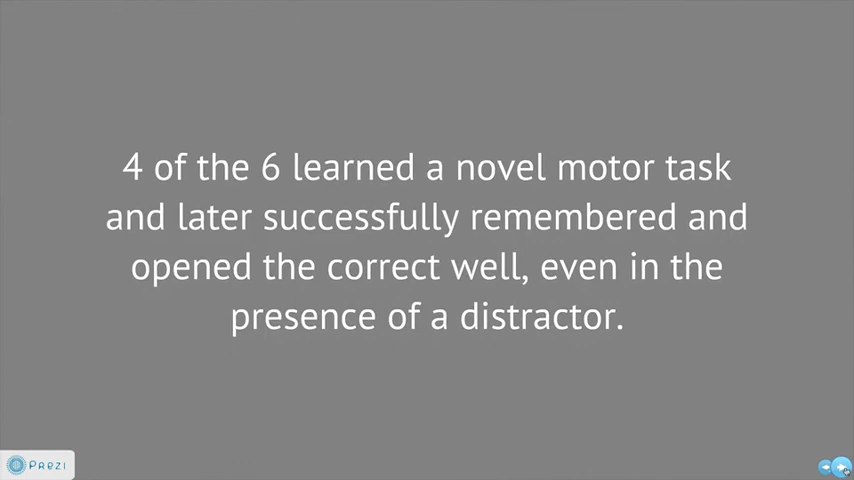 4 of the 6 learned a novel motor task
and later successfully remembered and
opened the correct well, even in the
presence of a distractor.
Prezi